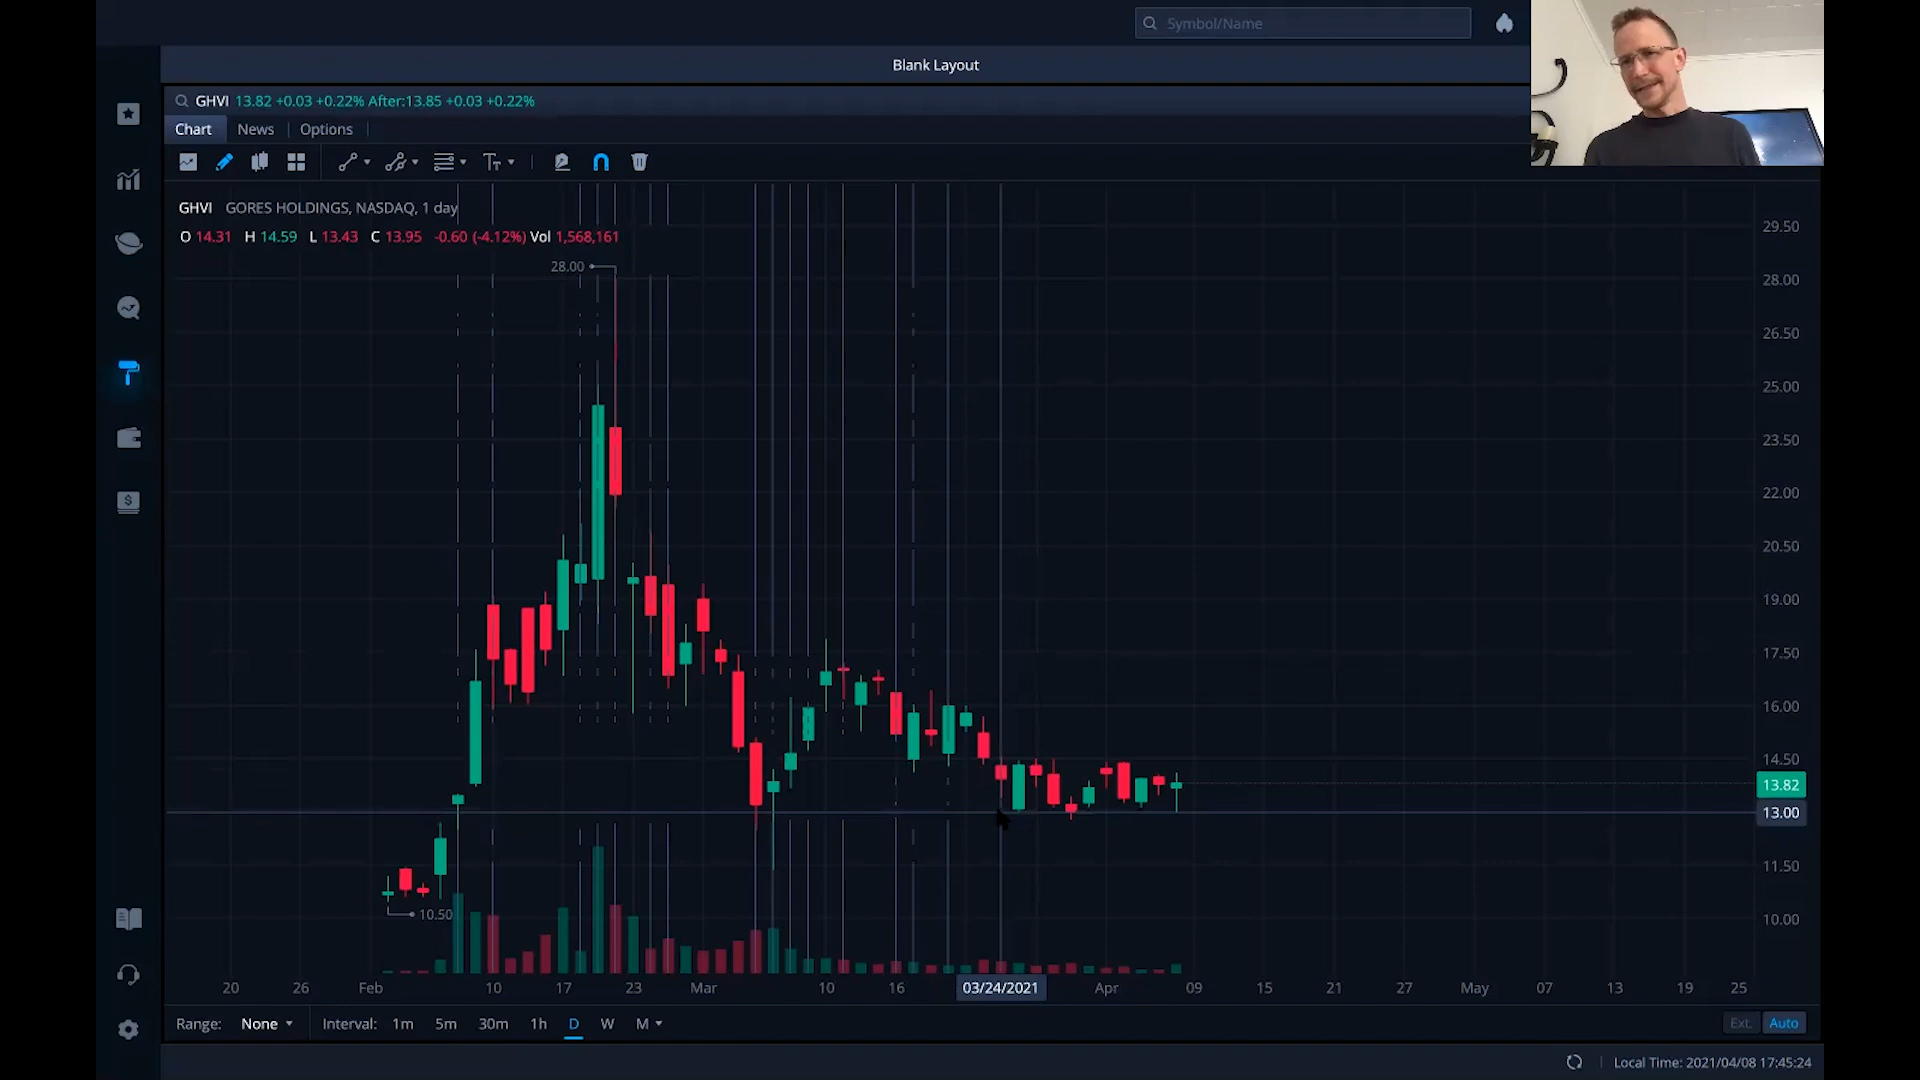 Symbol/Name
Blank Layout
GHVI 13.82 +0.03 +0.22% After:13.85 +0.03 +0.22%
Chart News Options
GHVI GORES HOLDINGS, NASDAQ, 1 day
O 14.31 H 14.59 L 13.43 C 13.95 -0.60 (-4.12%) Vol 1,568,161
28.00
29.50
28.00
26.50
25.00
23.50
22.00
20.50
19.00
17.50
16.00
14.50
13.82
13.00
11.50
10.00
10.50
20 26 Feb 10 17 23 Mar 10 16 03/24/2021 Apr 09 15 21 27 May 07 13 19 25
Range: None Interval: 1m 5m 30m 1h D W M Ext. Auto
Local Time: 2021/04/08 17:45:24